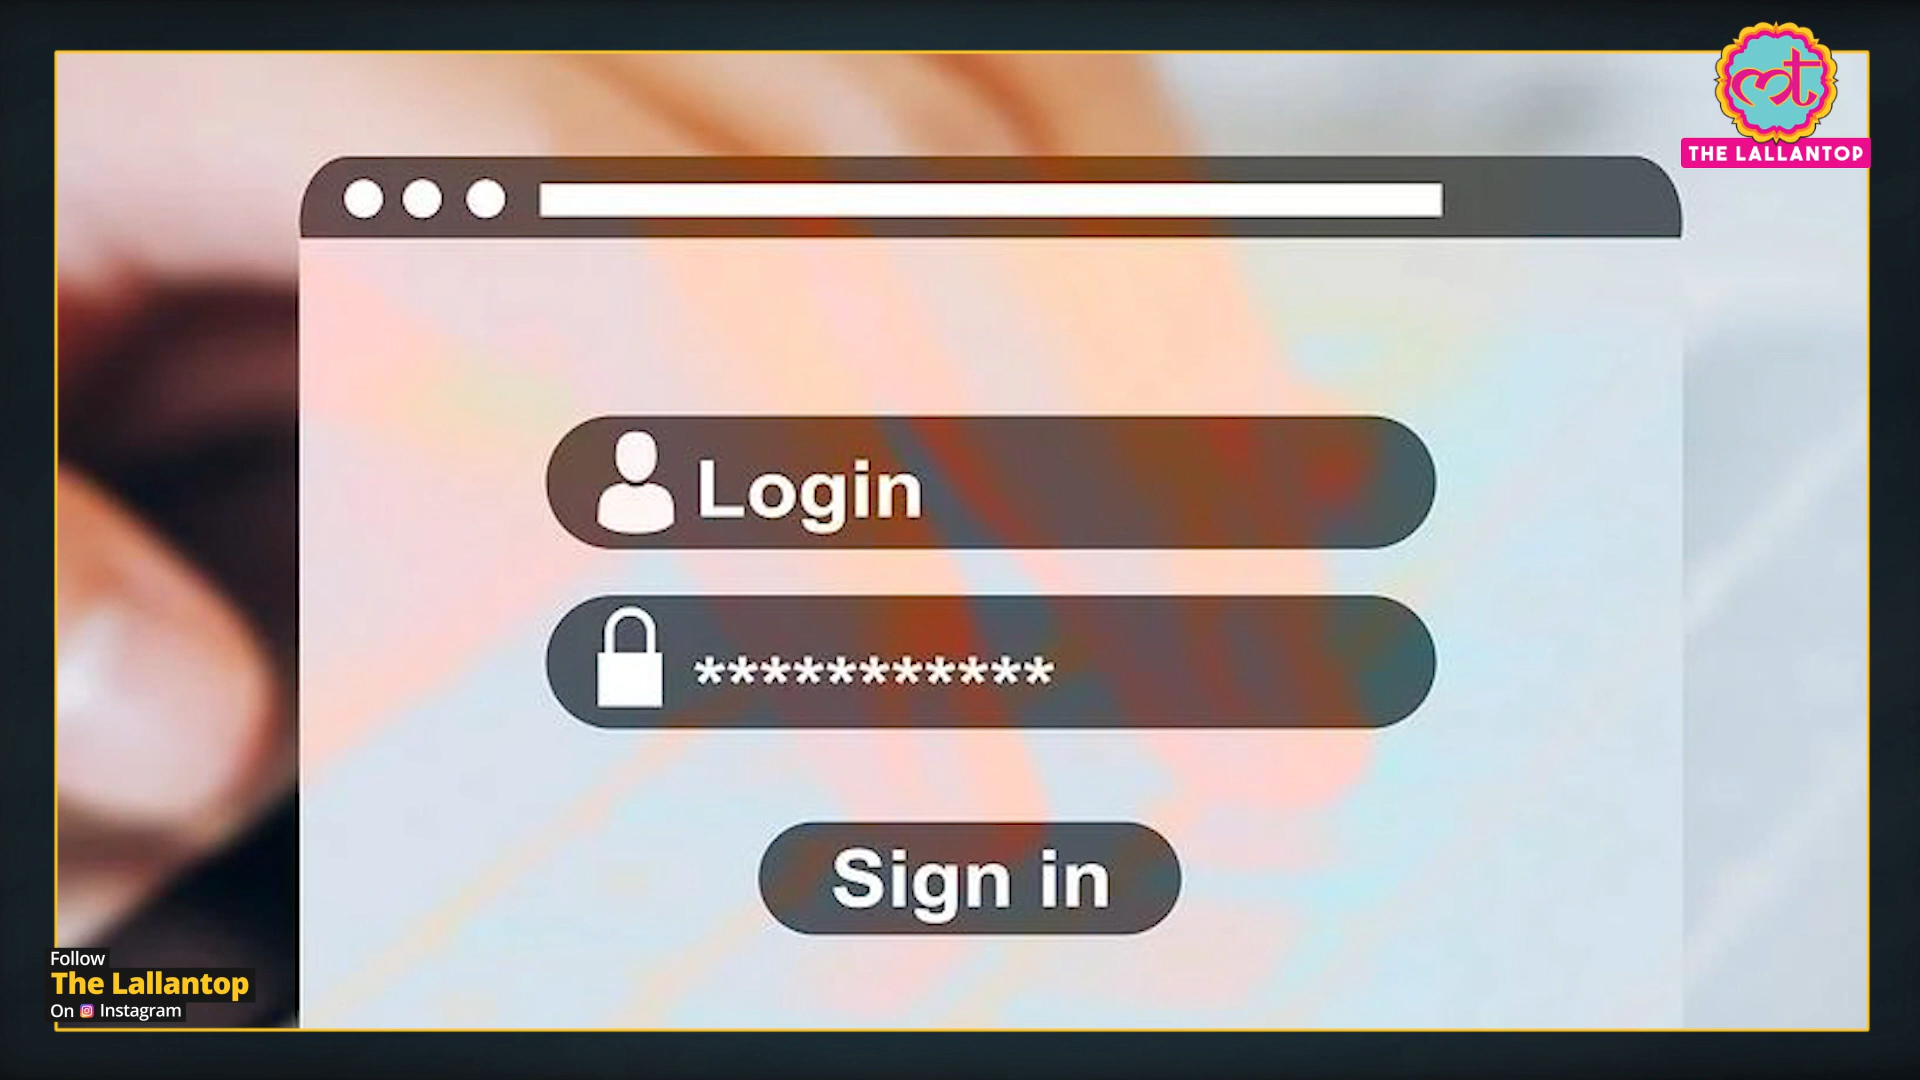 THE LALLANTOP
Login
***********
Sign in
Follow
The Lallantop
On Instagram